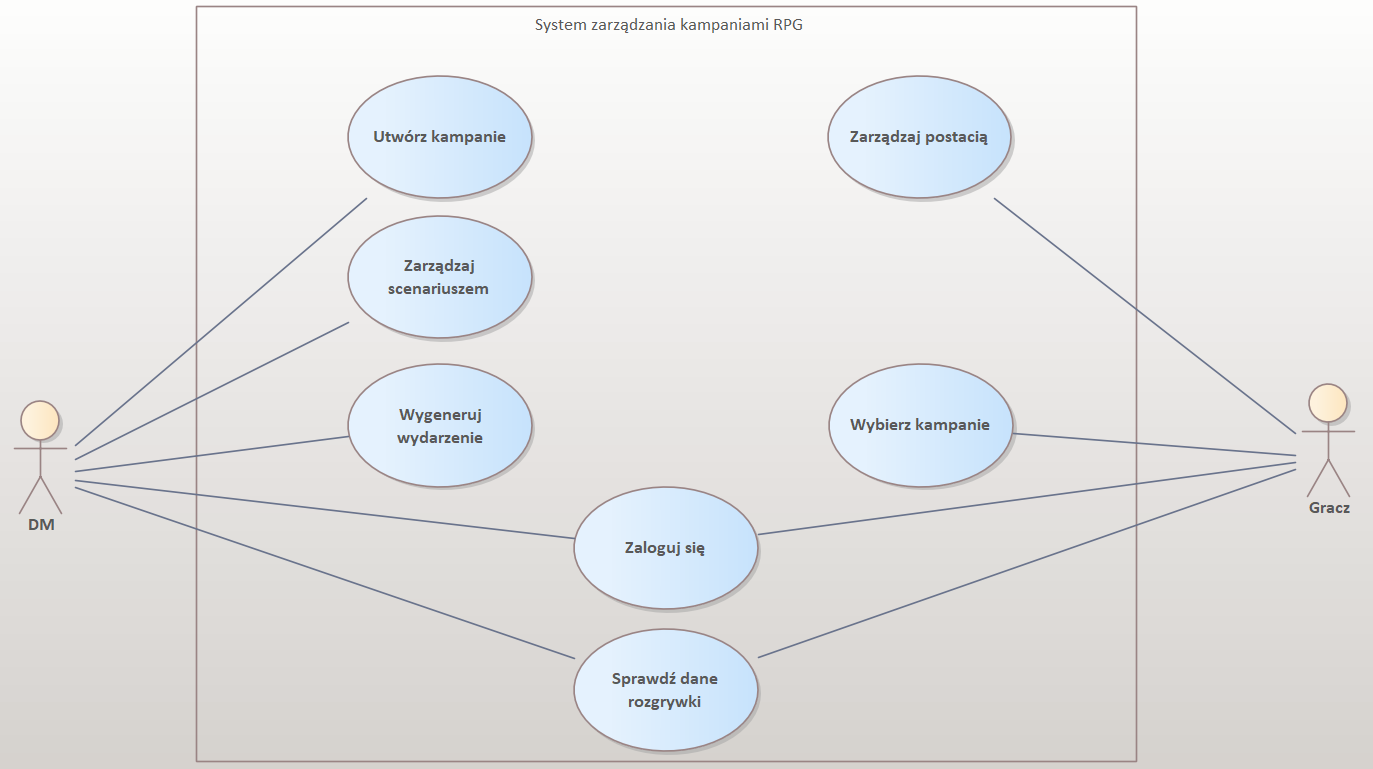 System zarządzania kampaniami RPG
Utwórz kampanie
Zarządzaj postacią
Zarządzaj
scenariuszem
Wygeneruj
wydarzenie
Wybierz kampanie
DM
Gracz
Zaloguj się
Sprawdź dane
rozgrywki